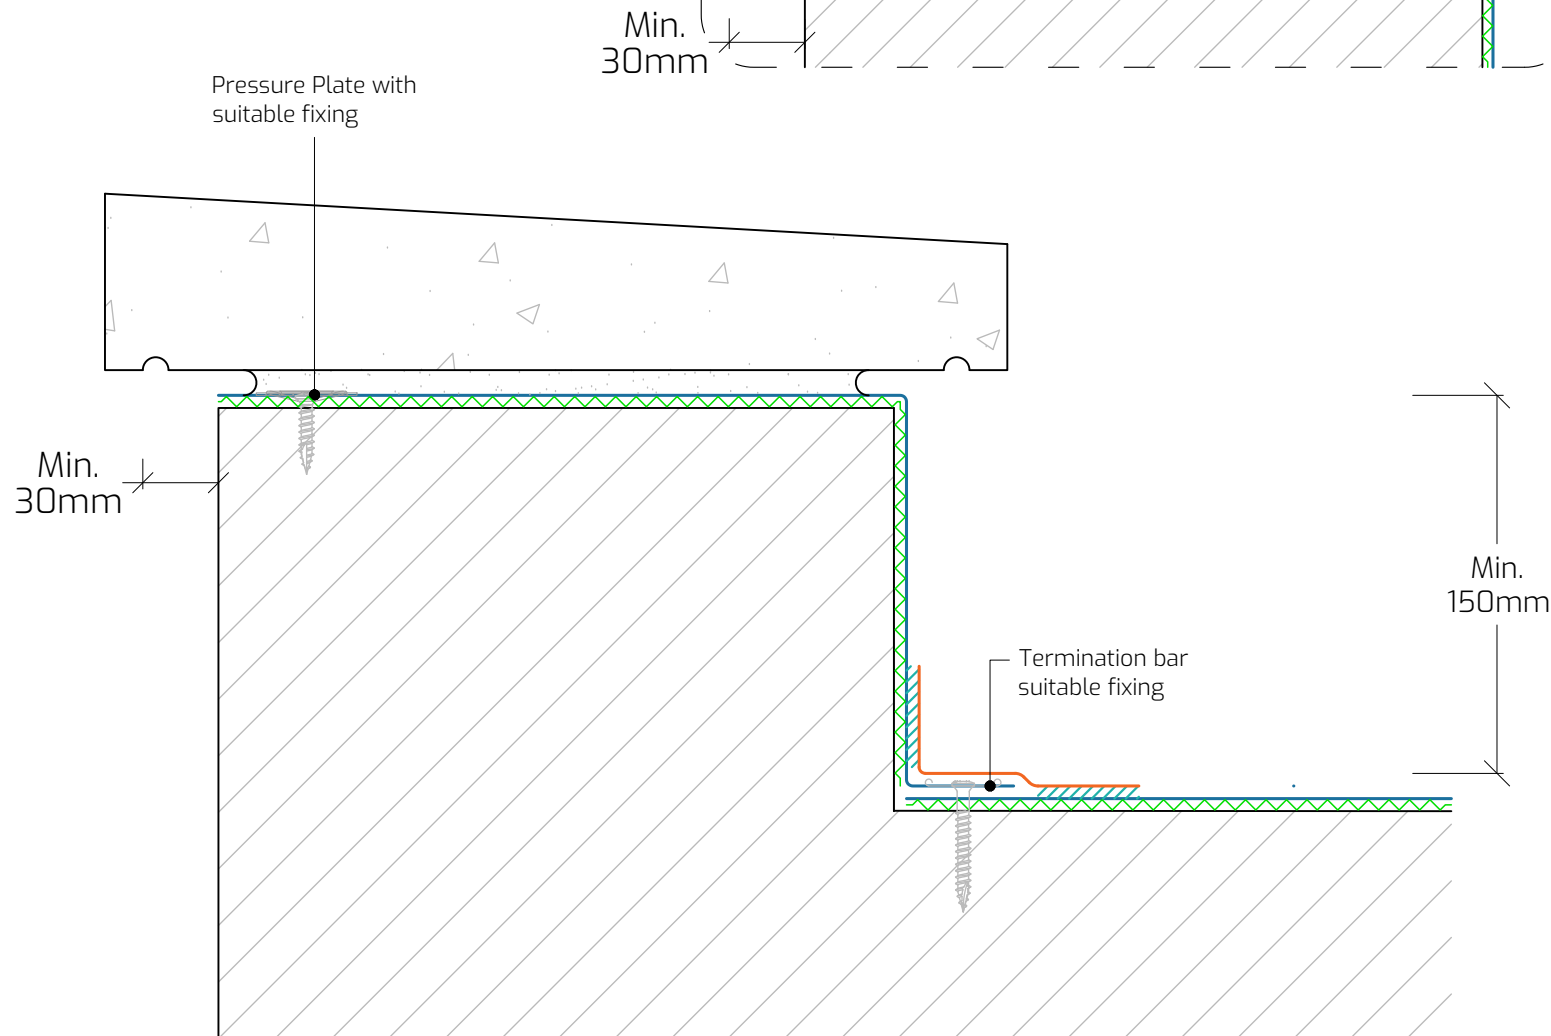 Min.
30mm
Pressure Plate with
suitable fixing
Min.
30mm
Min.
150mm
Termination bar
suitable fixing